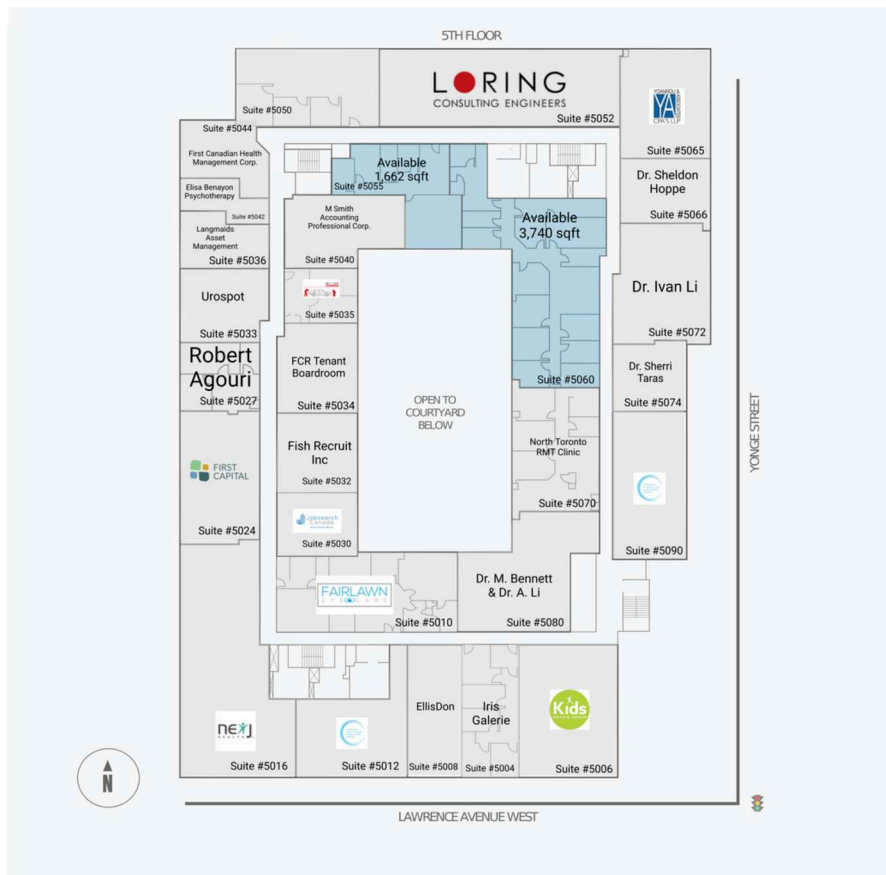 5TH FLOOR
LORING
CONSULTING ENGINEERS
Suite #5052
Suite #5050
YA
CPA'S LLP
Suite #5065
Suite #5044
First Canadian Health
Management Corp.
Elisa Benayon
Psychotherapy
Suite #5042
Langmaids
Asset
Management
Suite #5036
Available
1,662 sqft
Suite #5055
M Smith
Accounting
Professional Corp.
Suite #5040
Available
3,740 sqft
Suite #5060
Dr. Sheldon
Hoppe
Suite #5066
Dr. Ivan Li
Suite #5072
Urospot
Suite #5033
Suite #5035
Robert
Agouri
Suite #5027
FCR Tenant
Boardroom
Suite #5034
Dr. Sherri
Taras
Suite #5074
OPEN TO
COURTYARD
BELOW
YONGE STREET
FIRST
CAPITAL
Suite #5024
Fish Recruit
Inc
Suite #5032
North Toronto
RMT Clinic
Suite #5070
Jobsearch
Canada
Suite #5030
Suite #5090
FAIRLAWN
EYECARE
Suite #5010
Dr. M. Bennett
& Dr. A. Li
Suite #5080
NEXJ
HEALTH
Suite #5016
Suite #5012
EllisDon
Suite #5008
Iris
Galerie
Suite #5004
Kids
Suite #5006
N
LAWRENCE AVENUE WEST